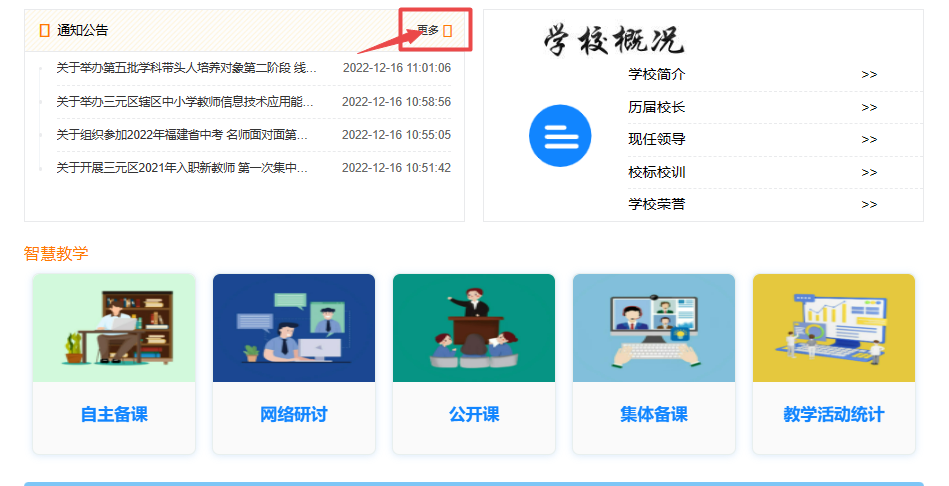 通知公告
更多
关于举办第五批学科带头人培养对象第二阶段 线... 2022-12-16 11:01:06
关于举办三元区辖区中小学教师信息技术应用能... 2022-12-16 10:58:56
关于组织参加2022年福建省中考 名师面对面第... 2022-12-16 10:55:05
关于开展三元区2021年入职新教师 第一次集中... 2022-12-16 10:51:42
学校概况
学校简介 >>
历届校长 >>
现任领导 >>
校标校训 >>
学校荣誉 >>
智慧教学
自主备课
网络研讨
公开课
集体备课
教学活动统计